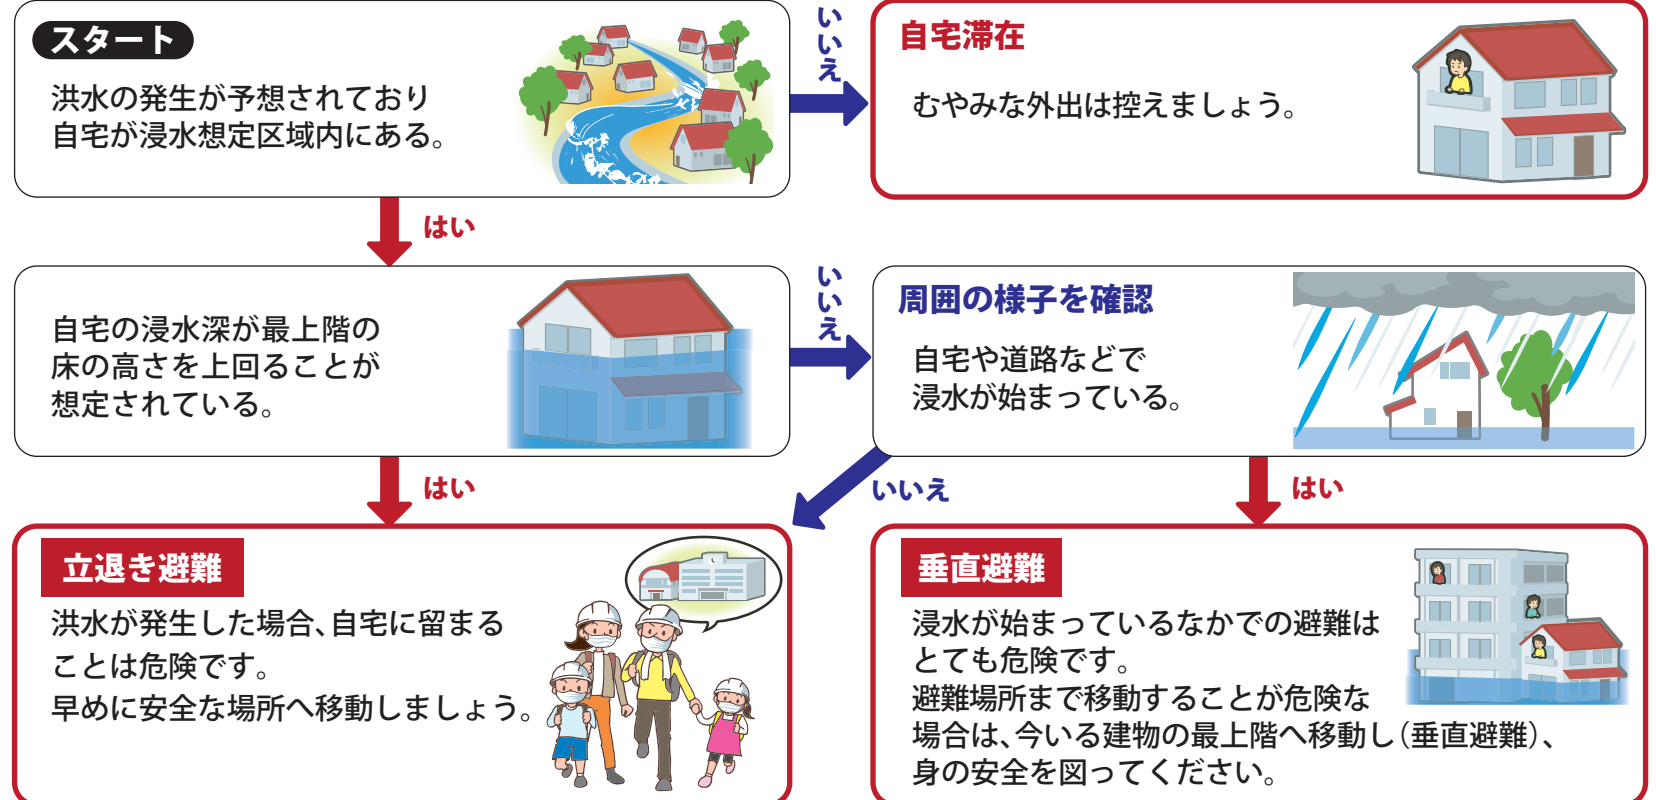 スタート
洪水の発生が予想されており
自宅が浸水想定区域内にある。
いいえ
自宅滞在
むやみな外出は控えましょう。
はい
自宅の浸水深が最上階の
床の高さを上回ることが
想定されている。
いいえ
周囲の様子を確認
自宅や道路などで
浸水が始まっている。
はい
いいえ
はい
立退き避難
洪水が発生した場合、自宅に留まる
ことは危険です。
早めに安全な場所へ移動しましょう。
垂直避難
浸水が始まっているなかでの避難は
とても危険です。
避難場所まで移動することが危険な
場合は、今いる建物の最上階へ移動し（垂直避難）、
身の安全を図ってください。